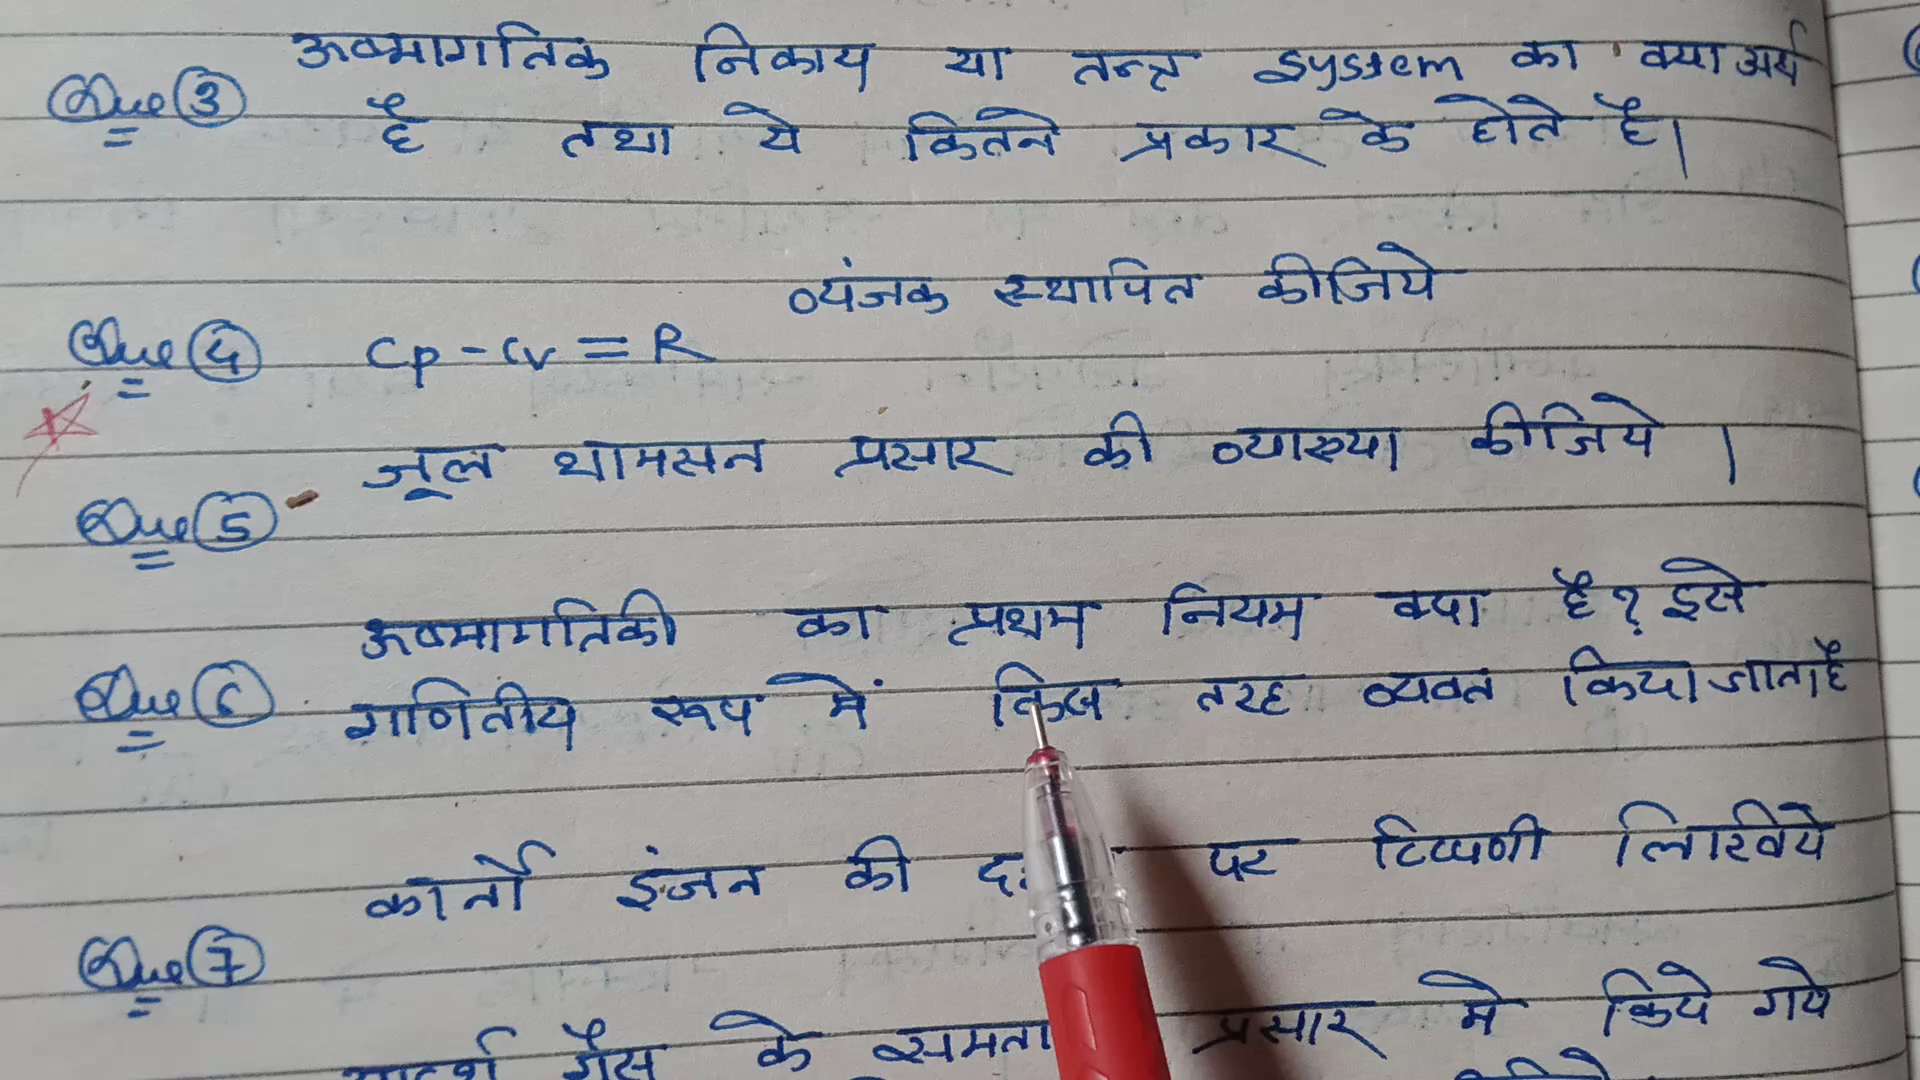 ऊष्मागतिक निकाय या तन्त्र System का क्या अर्थ
Que ③ है तथा ये कितने प्रकार के होते है।
व्यंजक स्थापित कीजिये
Que ④ Cp - Cv = R
जूल थामसन प्रसार की व्याख्या कीजिये ।
Que ⑤
ऊष्मागतिकी का प्रथम नियम क्या है? इसे
Que ⑥ गणितीय रूप में किस तरह व्यक्त किया जाता है
कार्नो इंजन की पर टिप्पणी लिखिये
Que ⑦
आदर्श गैस के प्रसार मे किये गये